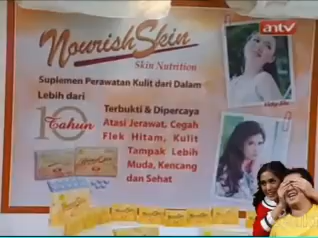 antv
NourishSkin
Skin Nutrition
Suplemen Perawatan Kulit dari Dalam
Lebih dari
10 Tahun
Terbukti & Dipercaya
Atasi Jerawat, Cegah
Flek Hitam, Kulit
Tampak Lebih
Muda, Kencang
dan Sehat